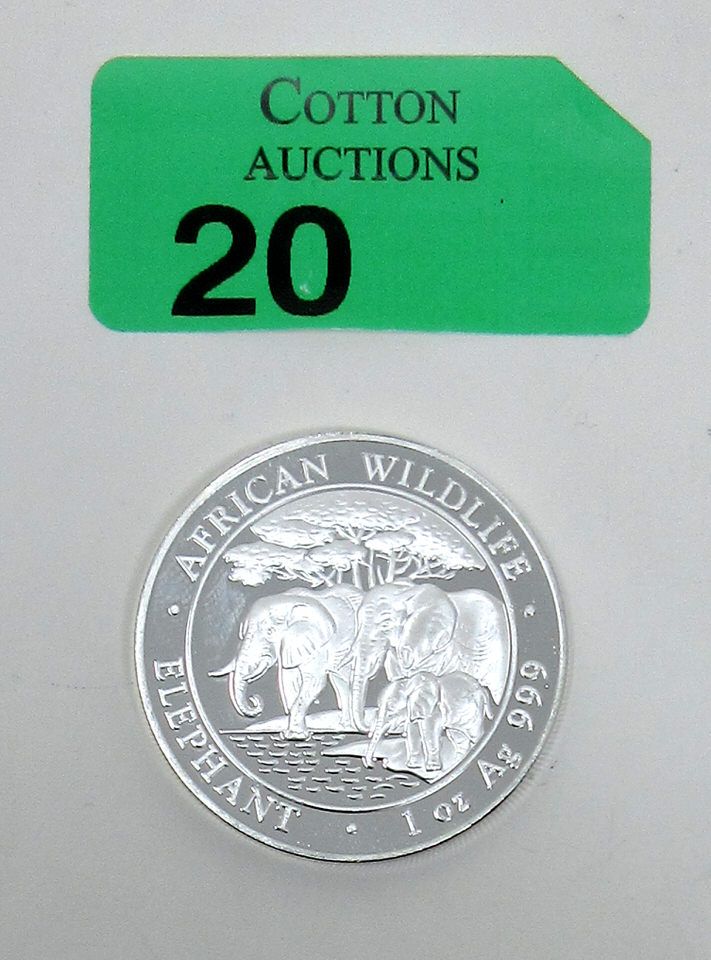 COTTON
AUCTIONS
20
AFRICAN WILDLIFE
ELEPHANT · 1 oz Ag 999